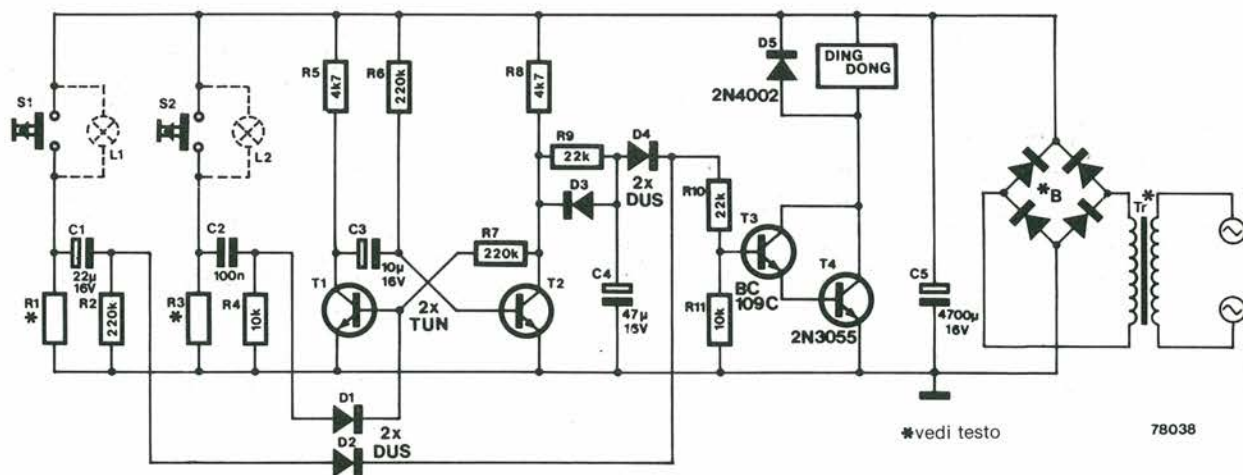 S1
L1
S2
L2
R5
4k7
R6
220k
R8
4k7
D5
2N4002
DING
DONG
R9
22k
D4
2x
DUS
D3
R10
22k
T3
BC
109C
R11
10k
T4
2N3055
C5
4700µ
16V
*B
Tr*
C1
22µ
16V
R1
*
R2
220k
C2
100n
R3
*
R4
10k
C3
10µ
16V
R7
220k
T1
2x
TUN
T2
C4
47µ
16V
D1
2x
DUS
D2
*vedi testo
78038